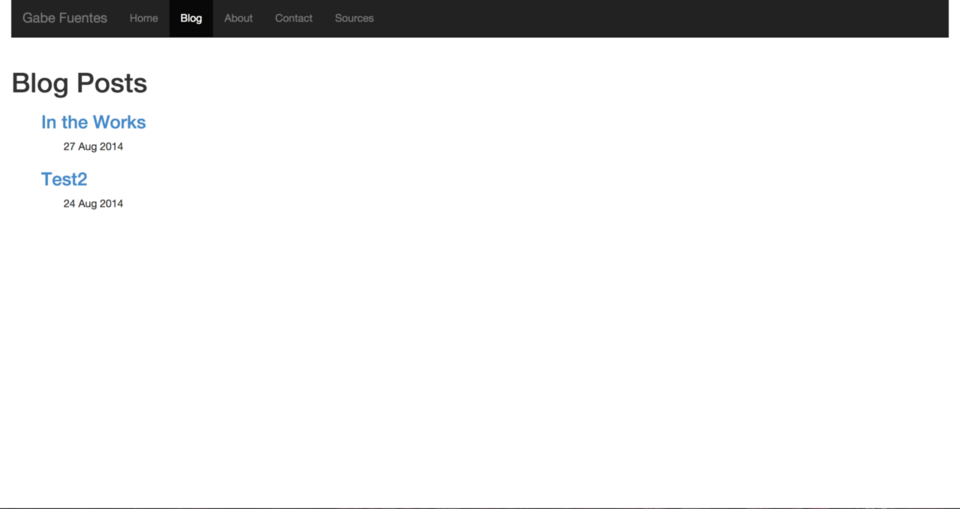 Gabe Fuentes Home Blog About Contact Sources
Blog Posts
In the Works
27 Aug 2014
Test2
24 Aug 2014